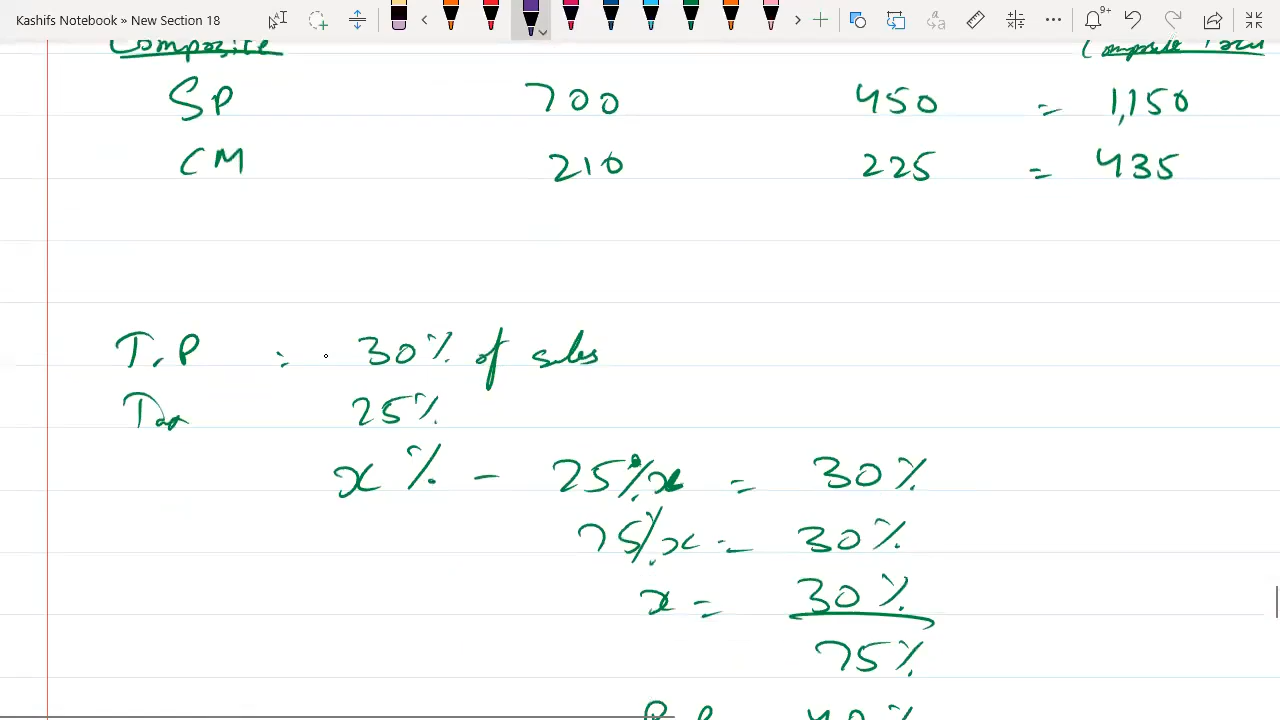 Kashifs Notebook » New Section 18
9+
Composite
SP 700 450 = 1,150
CM 210 225 = 435
T.P = 30% of sales
Tax 25%
x% - 25%x = 30%
75%x = 30%
x = 30%
75%